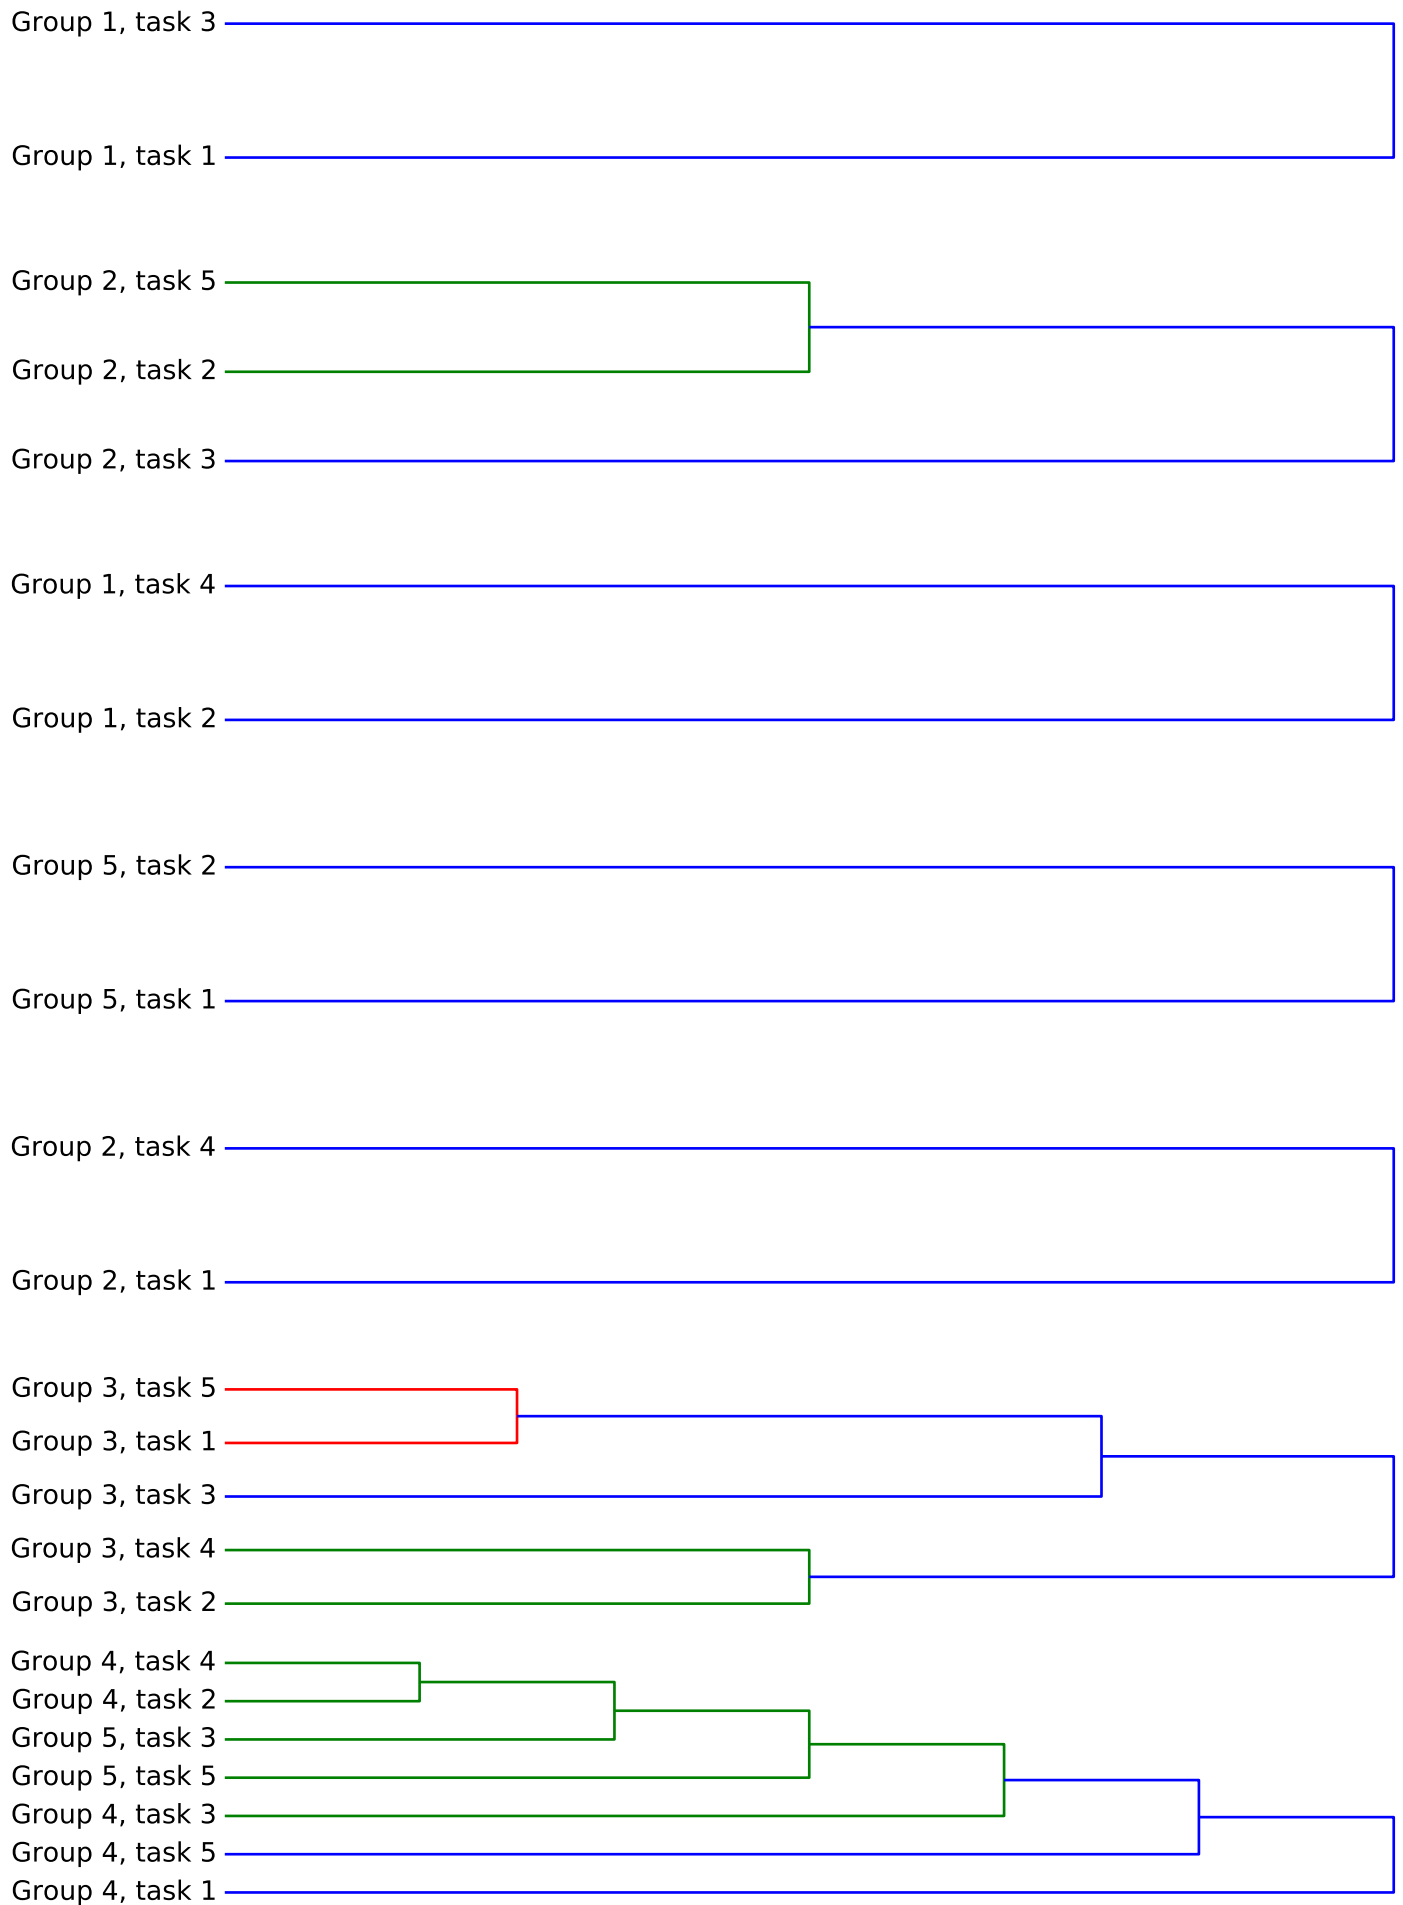 Group 1, task 3
Group 1, task 1
Group 2, task 5
Group 2, task 2
Group 2, task 3
Group 1, task 4
Group 1, task 2
Group 5, task 2
Group 5, task 1
Group 2, task 4
Group 2, task 1
Group 3, task 5
Group 3, task 1
Group 3, task 3
Group 3, task 4
Group 3, task 2
Group 4, task 4
Group 4, task 2
Group 5, task 3
Group 5, task 5
Group 4, task 3
Group 4, task 5
Group 4, task 1